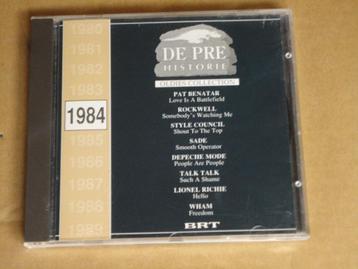 1980
1981
1982
1983
1984
1985
1986
1987
1988
1989
DE PRE
HISTORIE
OLDIES COLLECTION
PAT BENATAR
Love Is A Battlefield
ROCKWELL
Somebody's Watching Me
STYLE COUNCIL
Shout To The Top
SADE
Smooth Operator
DEPECHE MODE
People Are People
TALK TALK
Such A Shame
LIONEL RICHIE
Hello
WHAM
Freedom
BRT